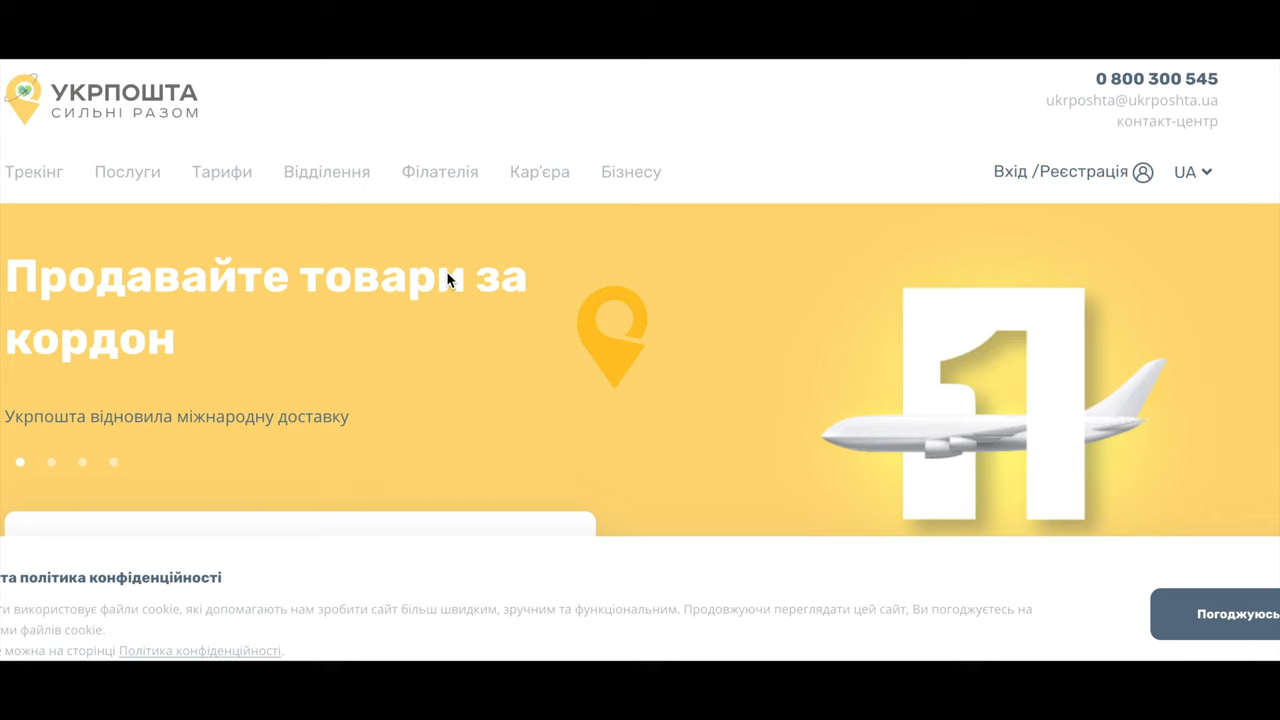 УКРПОШТА
СИЛЬНІ РАЗОМ
0 800 300 545
ukrposhta@ukrposhta.ua
контакт-центр
Трекінг Послуги Тарифи Відділення Філателія Кар'єра Бізнесу Вхід /Реєстрація UA
Продавайте товари за
кордон
Укрпошта відновила міжнародну доставку
та політика конфіденційності
ти використовує файли cookie, які допомагають нам зробити сайт більш швидким, зручним та функціональним. Продовжуючи переглядати цей сайт, Ви погоджуєтесь на
ми файлів cookie.
е можна на сторінці Політика конфіденційності.
Погоджуюсь